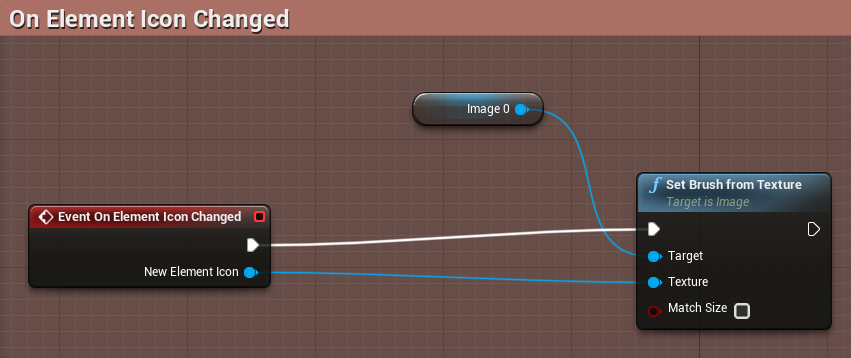 On Element Icon Changed
Image 0
f Set Brush from Texture
Target is Image
Event On Element Icon Changed
New Element Icon
Target
Texture
Match Size